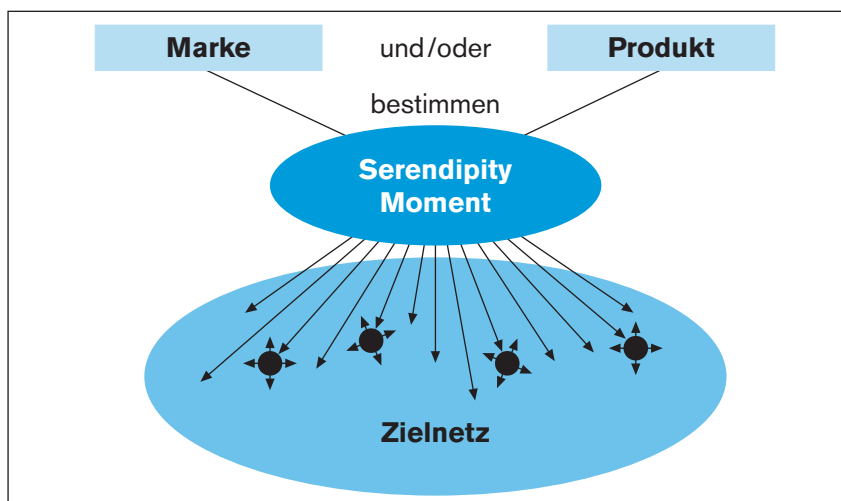 Marke und/oder Produkt
bestimmen
Serendipity
Moment
Zielnetz